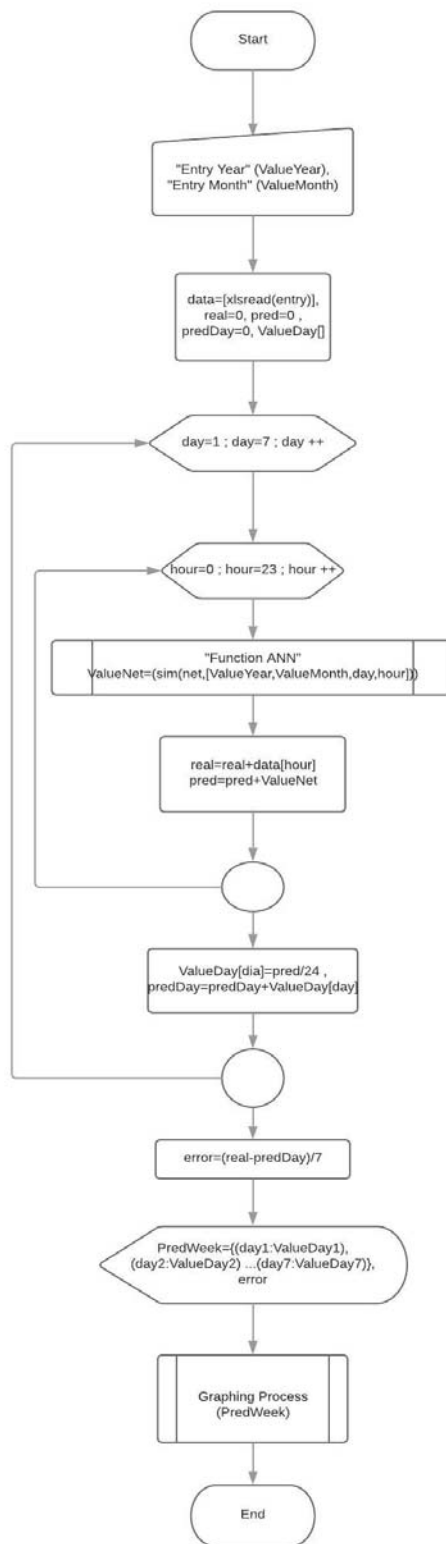 Start
"Entry Year" (ValueYear),
"Entry Month" (ValueMonth)
data=[xlsread(entry)],
real=0, pred=0 ,
predDay=0, ValueDay[]
day=1 ; day=7 ; day ++
hour=0 ; hour=23 ; hour ++
"Function ANN"
ValueNet=(sim(net,[ValueYear,ValueMonth,day,hour]))
real=real+data[hour]
pred=pred+ValueNet
ValueDay[dia]=pred/24 ,
predDay=predDay+ValueDay[day]
error=(real-predDay)/7
PredWeek={(day1:ValueDay1),
(day2:ValueDay2) ...(day7:ValueDay7)},
error
Graphing Process
(PredWeek)
End